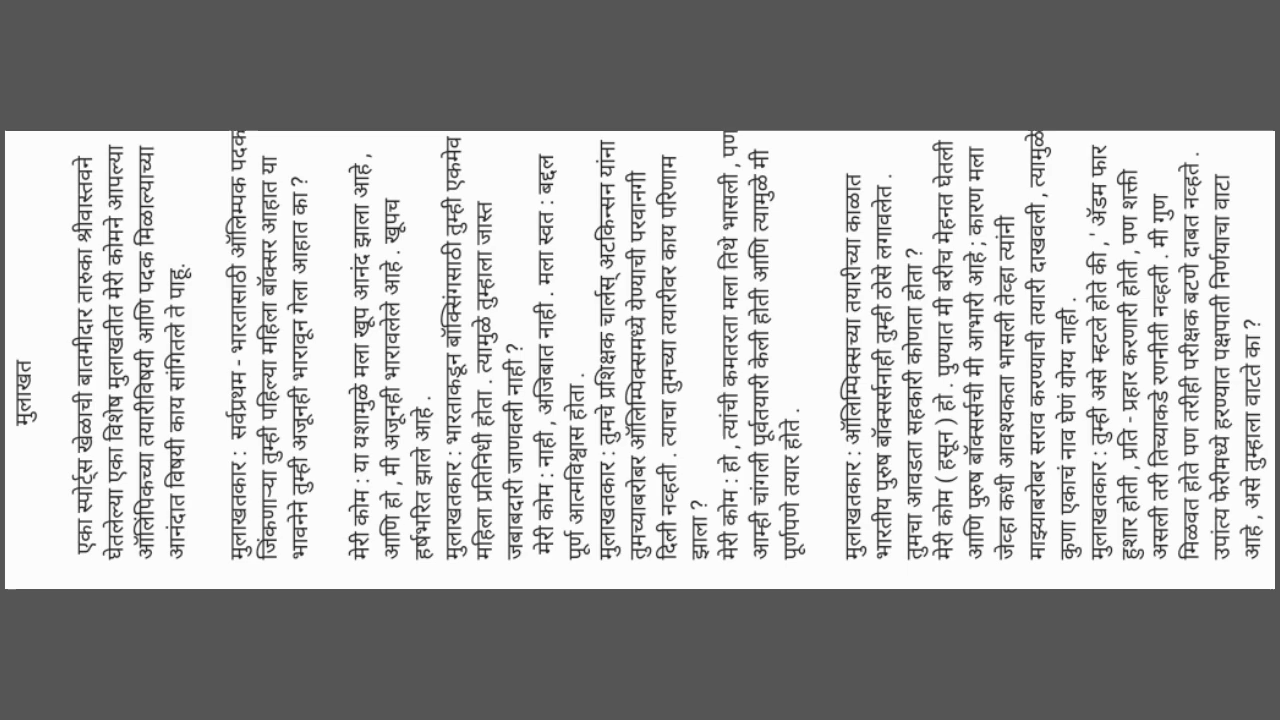 मुलाखत
एका स्पोर्ट्स खेळाची बातमीदार तारुका श्रीवास्तवने
घेतलेल्या एका विशेष मुलाखतीत मेरी कोमने आपल्या
ऑलिंपिकच्या तयारीविषयी आणि पदक मिळाल्याच्या
आनंदात विषयी काय सांगितले ते पाहू.
मुलाखतकार : सर्वप्रथम - भारतासाठी ऑलिम्पिक पदक
जिंकणाऱ्या तुम्ही पहिल्या महिला बॉक्सर आहात या
भावनेने तुम्ही अजूनही भारावून गेला आहात का ?
मेरी कोम : या यशामुळे मला खूप आनंद झाला आहे ,
आणि हो , मी अजूनही भारावलेले आहे . खूपच
हर्षभरित झाले आहे .
मुलाखतकार : भारताकडून बॉक्सिंगसाठी तुम्ही एकमेव
महिला प्रतिनिधी होता . त्यामुळे तुम्हाला जास्त
जबाबदारी जाणवली नाही ?
मेरी कोम : नाही , अजिबात नाही . मला स्वत : बद्दल
पूर्ण आत्मविश्वास होता .
मुलाखतकार : तुमचे प्रशिक्षक चार्लस् अटकिन्सन यांना
तुमच्याबरोबर ऑलिम्पिक्समध्ये येण्याची परवानगी
दिली नव्हती . त्याचा तुमच्या तयारीवर काय परिणाम
झाला ?
मेरी कोम : हो , त्यांची कमतरता मला तिथे भासली , पण
आम्ही चांगली पूर्वतयारी केली होती आणि त्यामुळे मी
पूर्णपणे तयार होते .
मुलाखतकार : ऑलिम्पिक्सच्या तयारीच्या काळात
भारतीय पुरुष बॉक्सर्सनाही तुम्ही ठोसे लगावलेत .
तुमचा आवडता सहकारी कोणता होता ?
मेरी कोम ( हसून ) हो . पुण्यात मी बरीच मेहनत घेतली
आणि पुरुष बॉक्सर्सची मी आभारी आहे ; कारण मला
जेव्हा कधी आवश्यकता भासली तेव्हा त्यांनी
माझ्याबरोबर सराव करण्याची तयारी दाखवली , त्यामुळे
कुणा एकाचं नाव घेणं योग्य नाही .
मुलाखतकार : तुम्ही असे म्हटले होते की , ' ॲडम फार
हुशार होती , प्रति - प्रहार करणारी होती , पण शक्ती
असली तरी तिच्याकडे रणनीती नव्हती . मी गुण
मिळवत होते पण तरीही परीक्षक बटणे दाबत नव्हते .
उपांत्य फेरीमध्ये हरण्यात पक्षपाती निर्णयाचा वाटा
आहे , असे तुम्हाला वाटते का ?